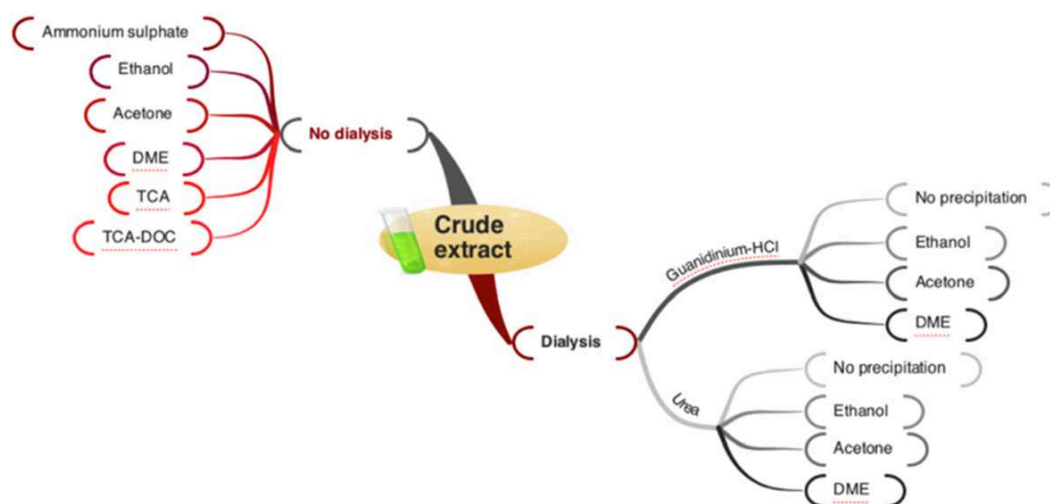 Ammonium sulphate
Ethanol
Acetone
DME
TCA
TCA-DOC
No dialysis
Crude
extract
Dialysis
Guanidinium-HCl
No precipitation
Ethanol
Acetone
DME
Urea
No precipitation
Ethanol
Acetone
DME